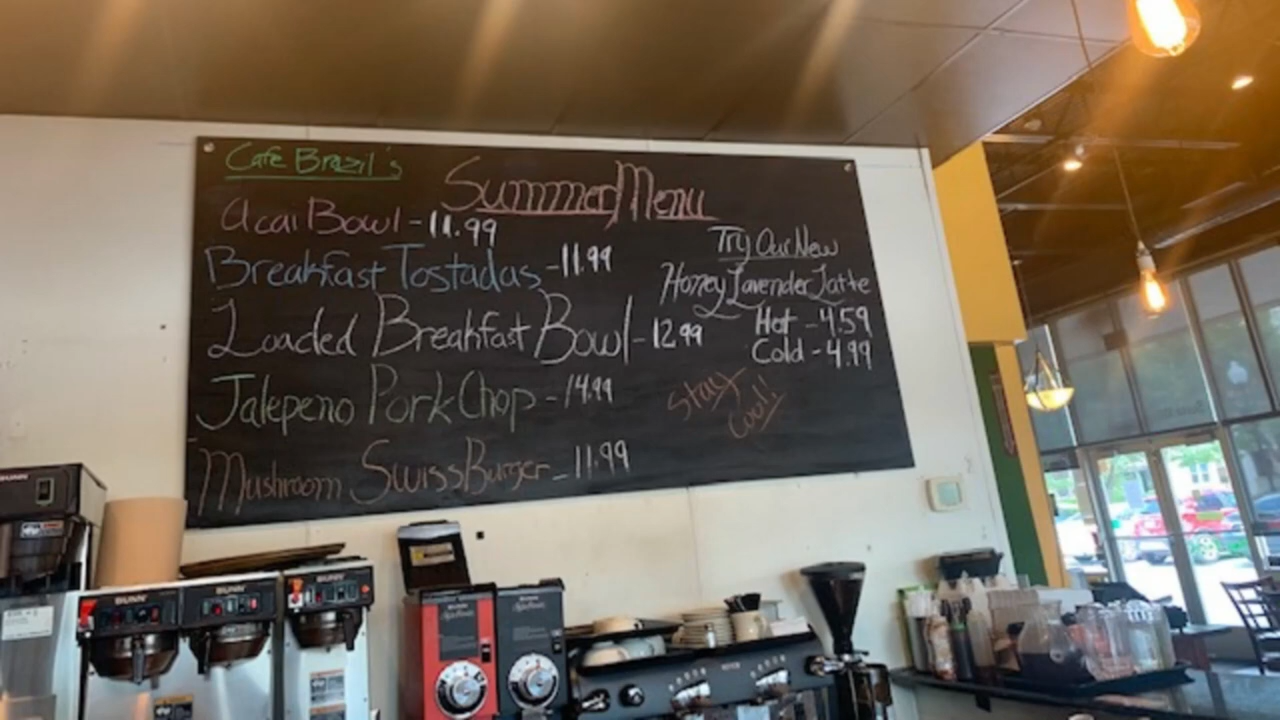 Cafe Brazil's
Summer Menu
Acai Bowl - 11.99
Breakfast Tostadas - 11.99
Loaded Breakfast Bowl - 12.99
Jalepeno Pork Chop - 14.99
Mushroom Swiss Burger - 11.99
Try Our New
Honey Lavender Latte
Hot - 4.59
Cold - 4.99
Stay
Cool!!
BUNN
BUNN
BUNN
BUNN